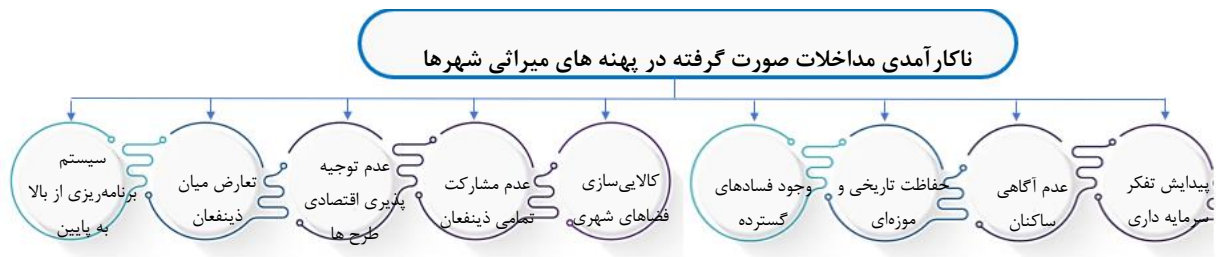 ناکارآمدی مداخلات صورت گرفته در پهنه های میراثی شهرها
پیدایش تفکر
سرمایه داری
عدم آگاهی
ساکنان
حفاظت تاریخی و
موزه‌ای
وجود فسادهای
گسترده
کالایی‌سازی
فضاهای شهری
عدم مشارکت
تمامی ذینفعان
عدم توجیه
پذیری اقتصادی
طرح ها
تعارض میان
ذینفعان
سیستم
برنامه‌ریزی از بالا
به پایین